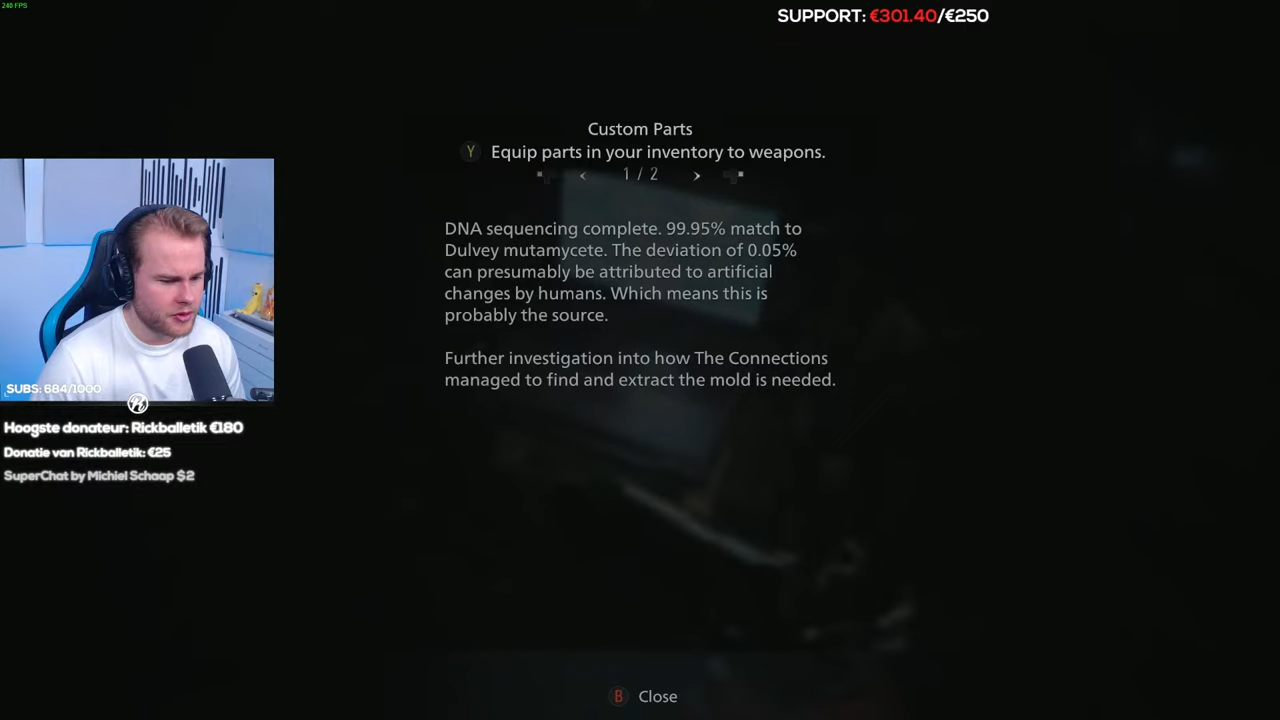 240 FPS
SUPPORT: €301.40/€250
Custom Parts
Y Equip parts in your inventory to weapons.
1 / 2
DNA sequencing complete. 99.95% match to
Dulvey mutamycete. The deviation of 0.05%
can presumably be attributed to artificial
changes by humans. Which means this is
probably the source.
Further investigation into how The Connections
managed to find and extract the mold is needed.
SUBS: 684/1000
Hoogste donateur: Rickballetik €180
Donatie van Rickballetik: €25
SuperChat by Michiel Schaap $2
B Close